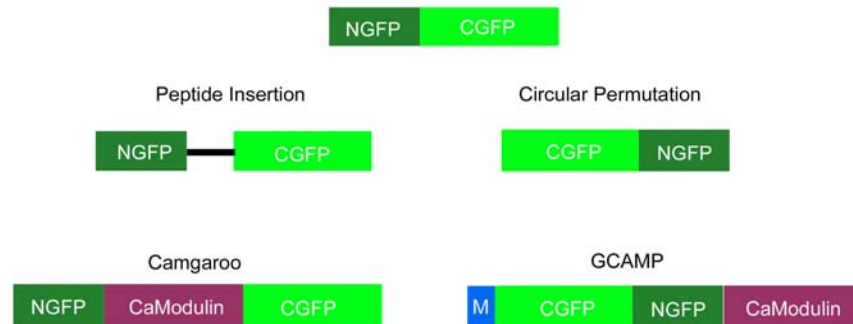 NGFP CGFP
Peptide Insertion
Circular Permutation
NGFP CGFP
CGFP NGFP
Camgaroo
GCAMP
NGFP CaModulin CGFP
M CGFP NGFP CaModulin